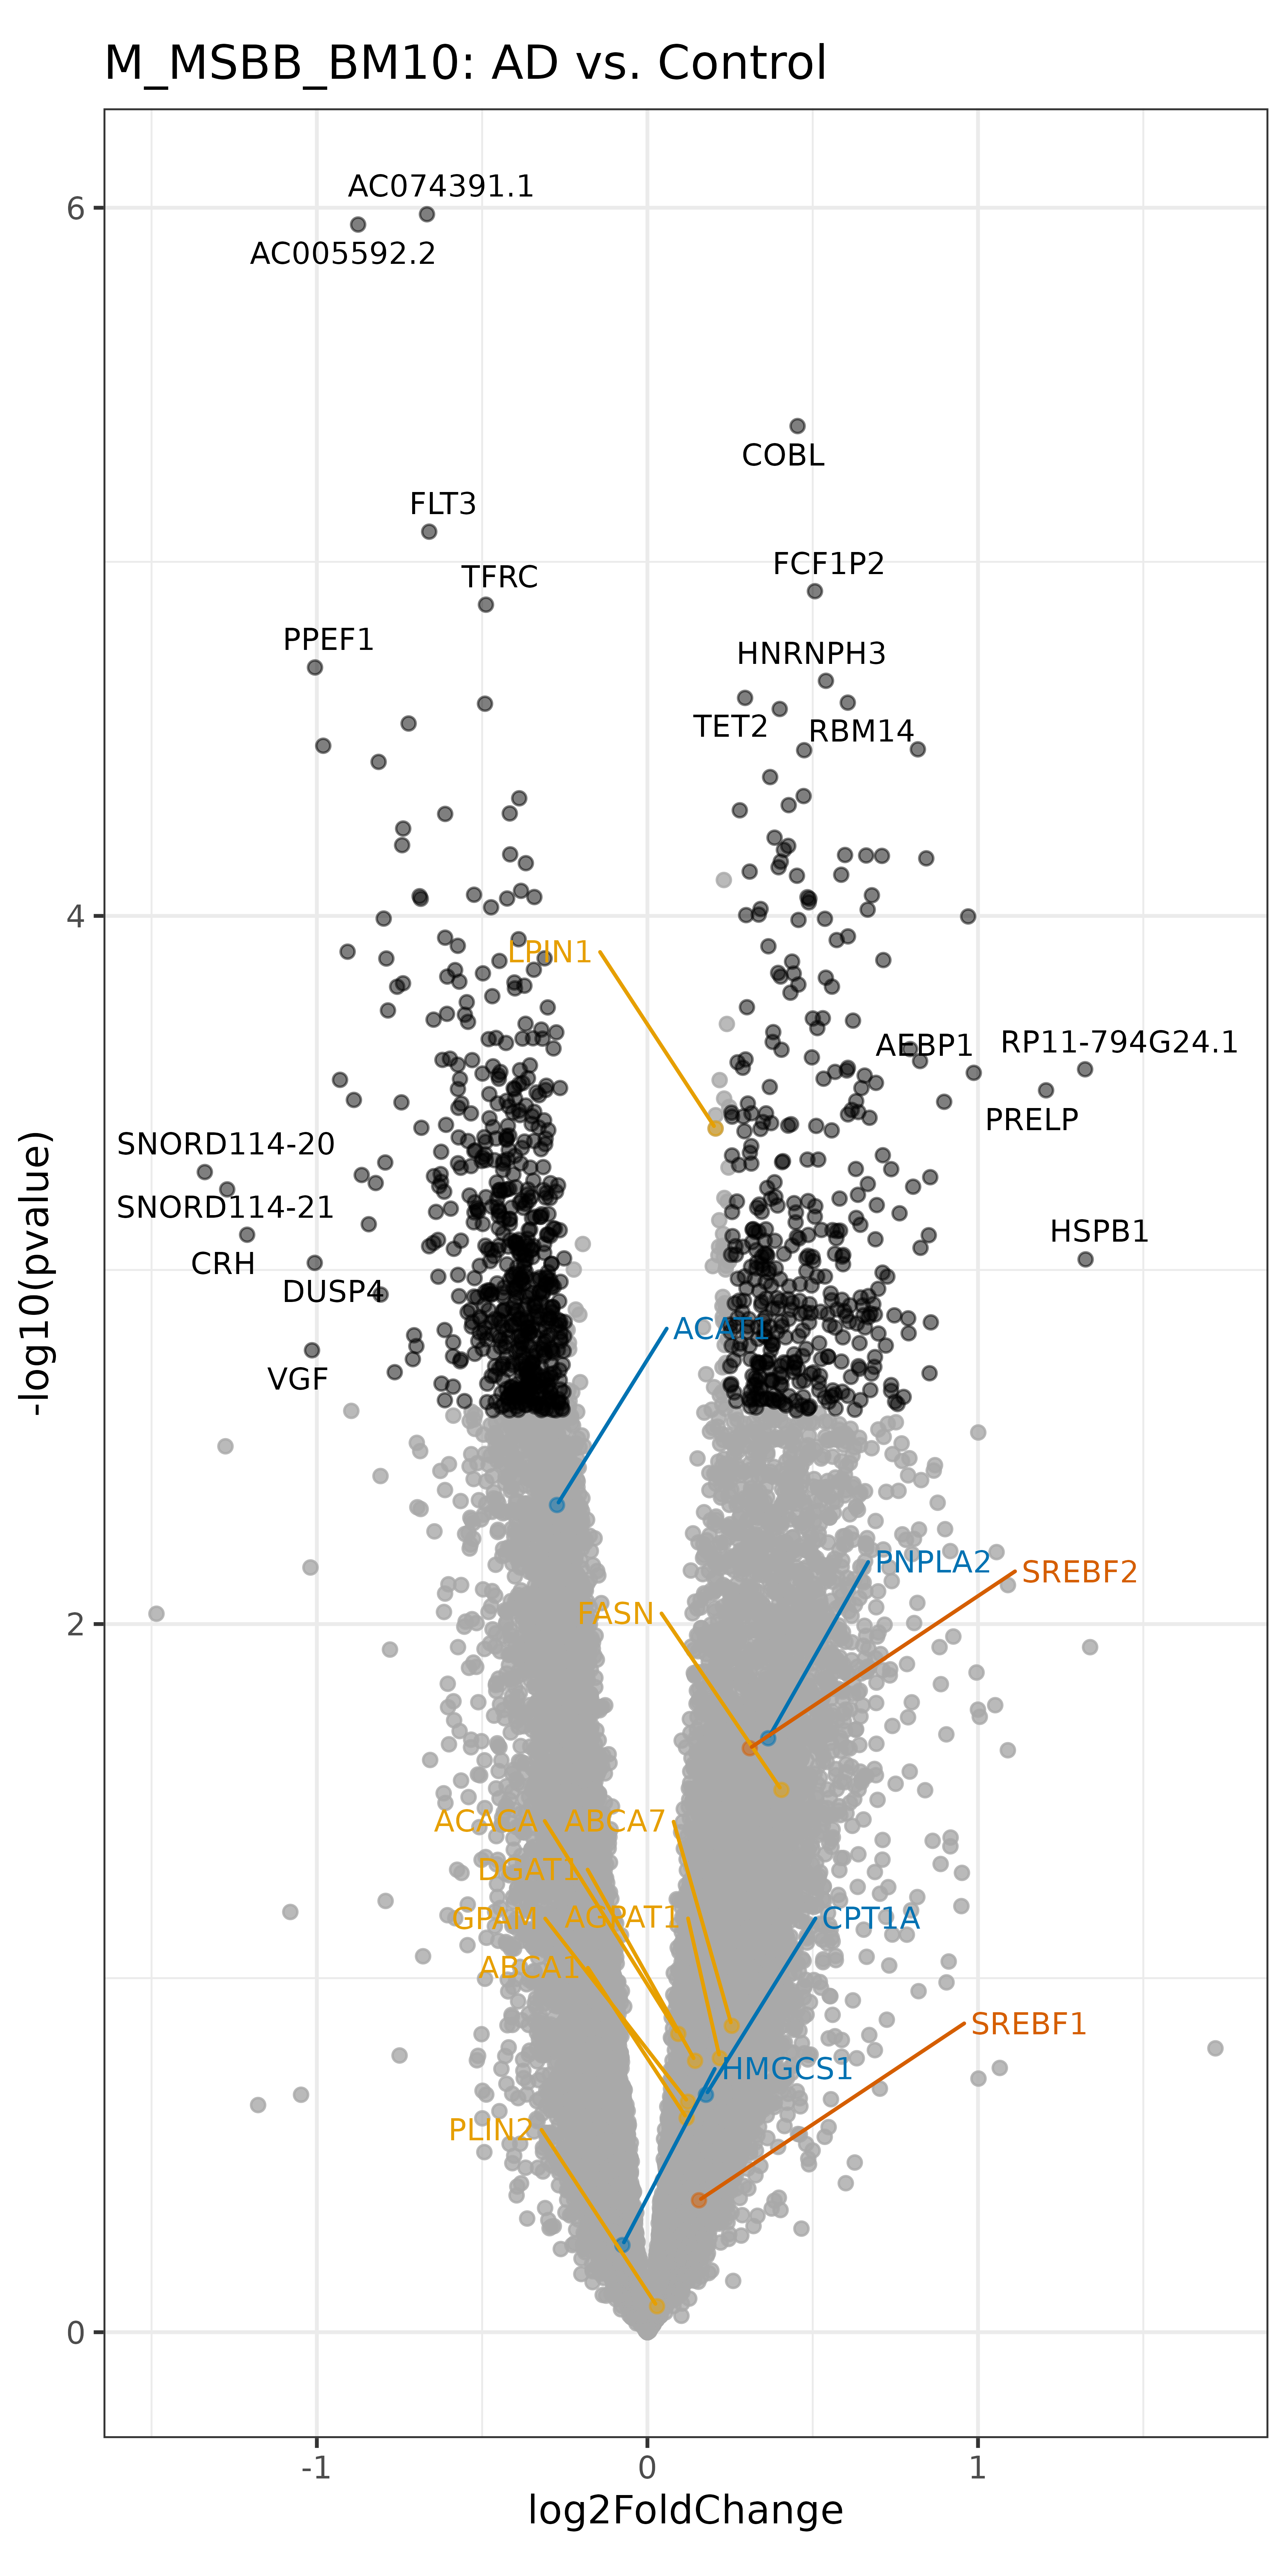 M_MSBB_BM10: AD vs. Control
AC074391.1
6
AC005592.2
COBL
FLT3
FCF1P2
TFRC
PPEF1
HNRNPH3
TET2
RBM14
4
LPIN1
RP11-794G24.1
AEBP1
PRELP
SNORD114-20
SNORD114-21
HSPB1
CRH
DUSP4
-log10(pvalue)
ACAT1
VGF
PNPLA2
SREBF2
FASN
2
ACACA
ABCA7
DGAT1
GPAM
AGPAT1
CPT1A
ABCA1
SREBF1
HMGCS1
PLIN2
0
-1
0
1
log2FoldChange